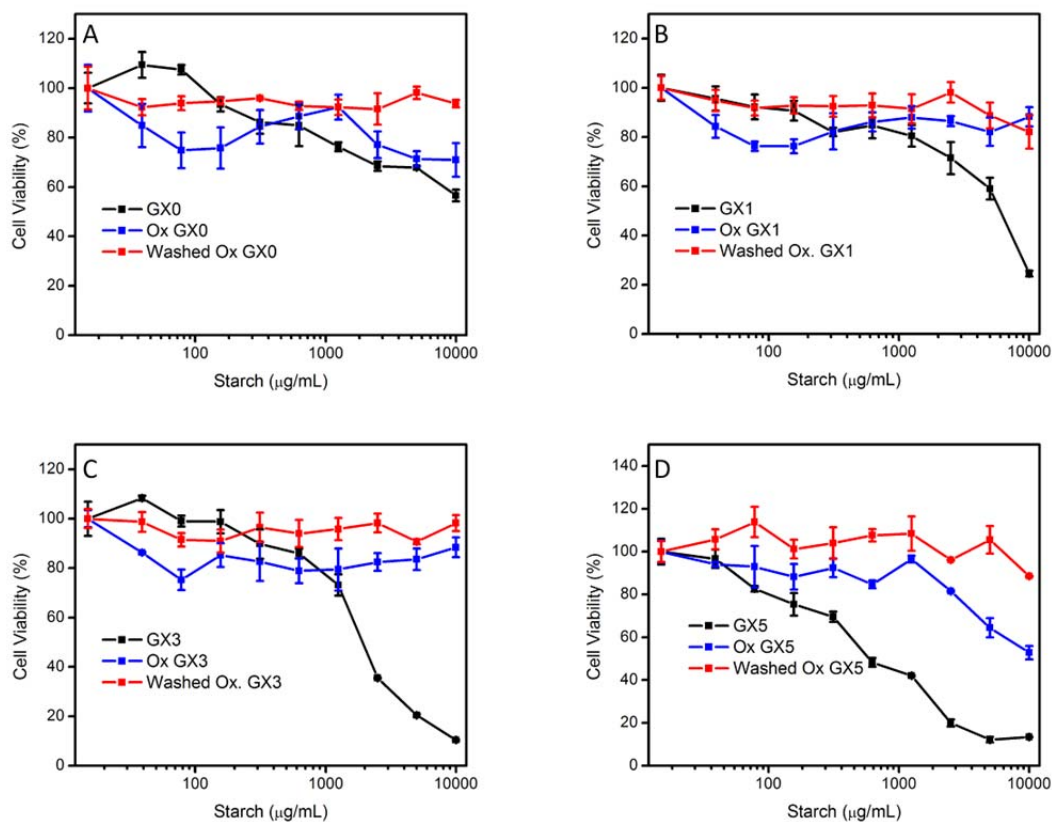 A
120
100
80
60
40
20
0
Cell Viability (%)
GX0
Ox GX0
Washed Ox GX0
100 1000 10000
Starch (μg/mL)
B
120
100
80
60
40
20
0
Cell Viability (%)
GX1
Ox GX1
Washed Ox. GX1
100 1000 10000
Starch (μg/mL)
C
120
100
80
60
40
20
0
Cell Viability (%)
GX3
Ox GX3
Washed Ox. GX3
100 1000 10000
Starch (μg/mL)
D
140
120
100
80
60
40
20
0
Cell Viability (%)
GX5
Ox GX5
Washed Ox GX5
100 1000 10000
Starch (μg/mL)